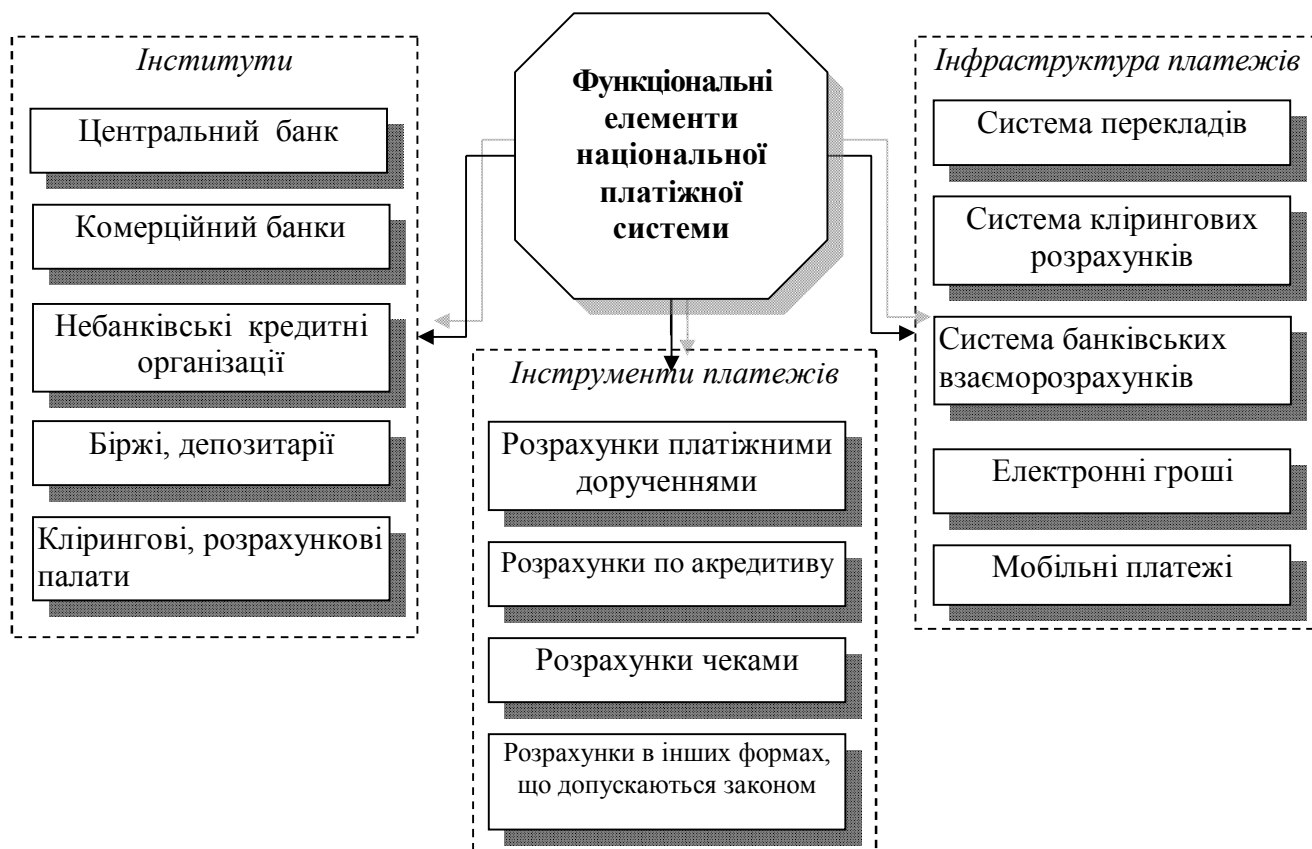 Інститути
Центральний банк
Комерційний банки
Небанківські кредитні
організації
Біржі, депозитарії
Клірингові, розрахункові
палати
Функціональні
елементи
національної
платіжної
системи
Інструменти платежів
Розрахунки платіжними
дорученнями
Розрахунки по акредитиву
Розрахунки чеками
Розрахунки в інших формах,
що допускаються законом
Інфраструктура платежів
Система перекладів
Система клірингових
розрахунків
Система банківських
взаєморозрахунків
Електронні гроші
Мобільні платежі